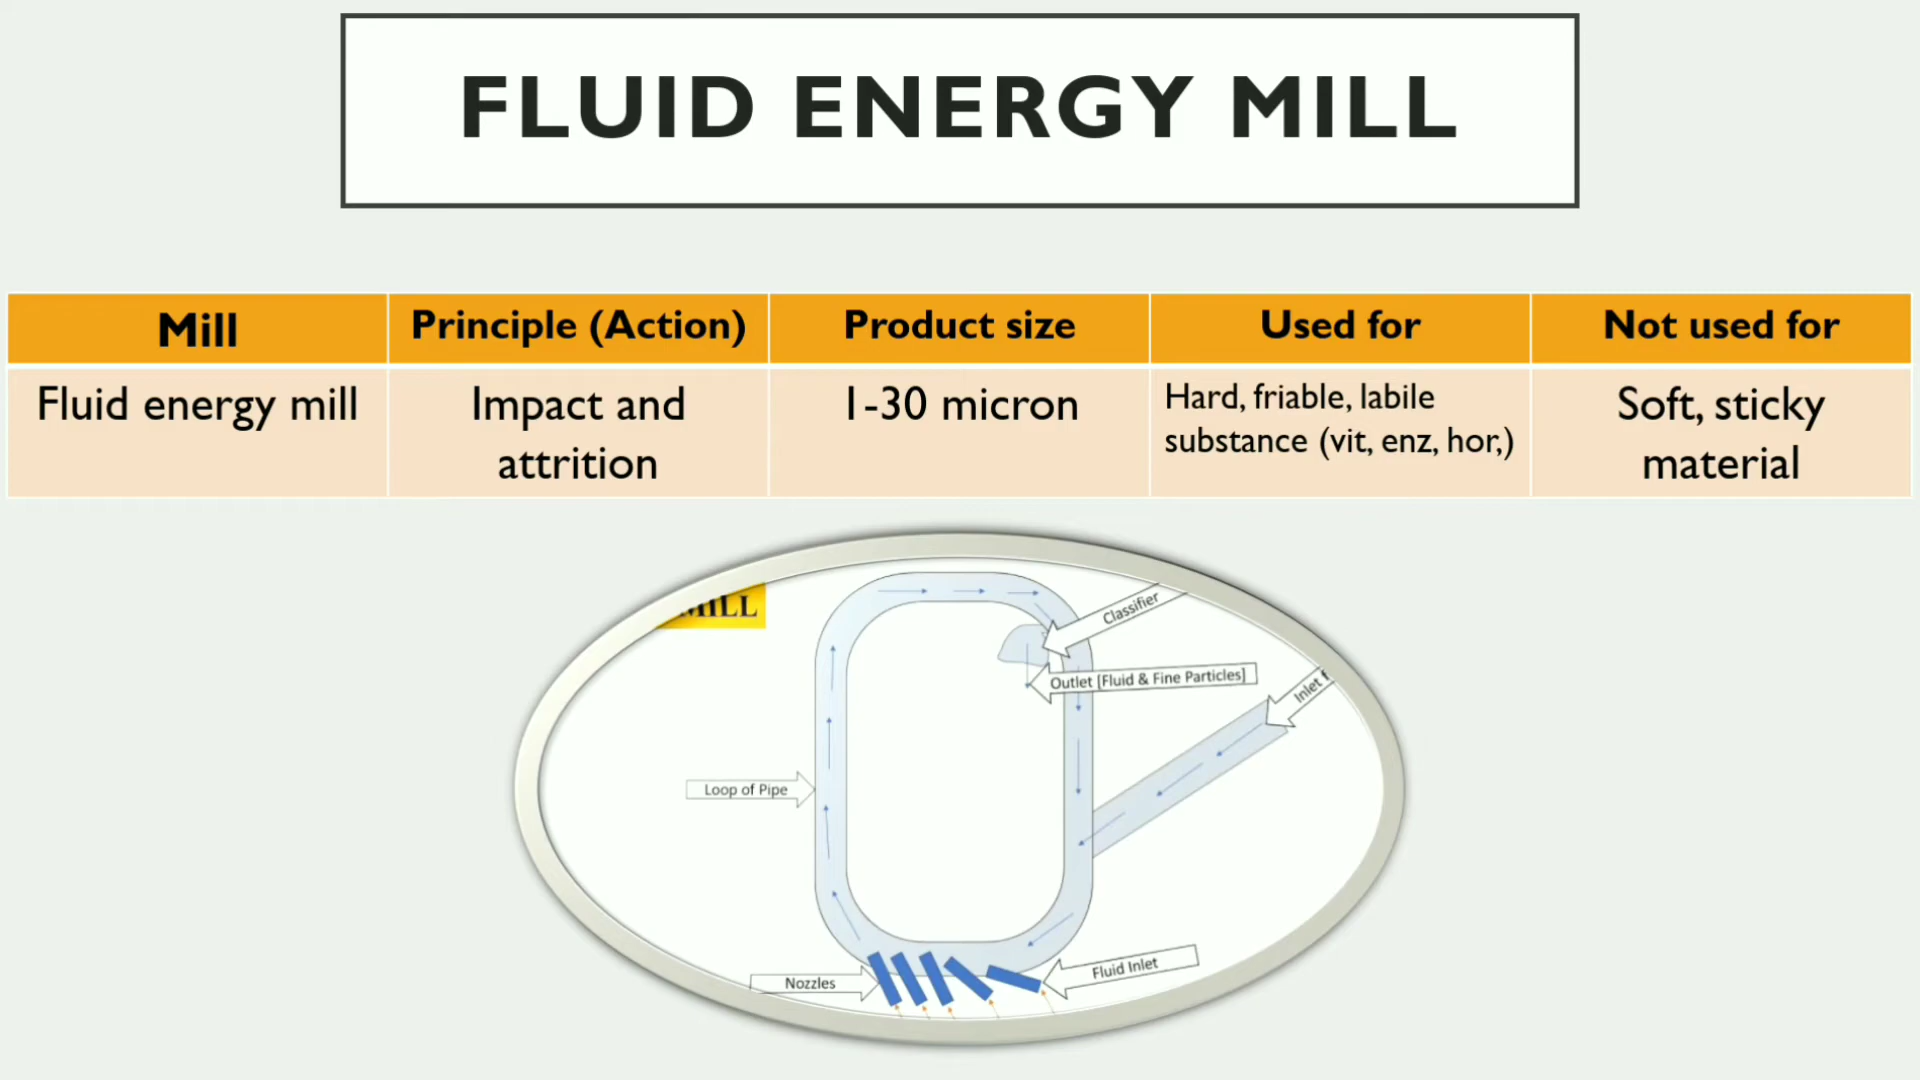 FLUID ENERGY MILL
Mill
Principle (Action)
Product size
Used for
Not used for
Fluid energy mill
Impact and
attrition
1-30 micron
Hard, friable, labile
substance (vit, enz, hor,)
Soft, sticky
material
MILL
Classifier
Outlet [Fluid & Fine Particles]
Inlet f
Loop of Pipe
Nozzles
Fluid Inlet